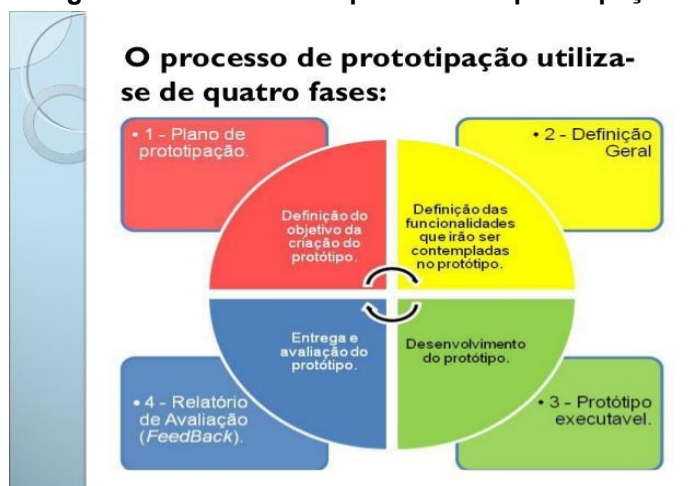 O processo de prototipação utiliza-
se de quatro fases:
• 1 - Plano de
prototipação.
Definição do
objetivo da
criação do
protótipo.
• 2 - Definição
Geral
Definição das
funcionalidades
que irão ser
contempladas
no protótipo.
Desenvolvimento
do protótipo.
• 3 - Protótipo
executavel.
Entrega e
avaliação do
protótipo.
• 4 - Relatório
de Avaliação
(FeedBack).